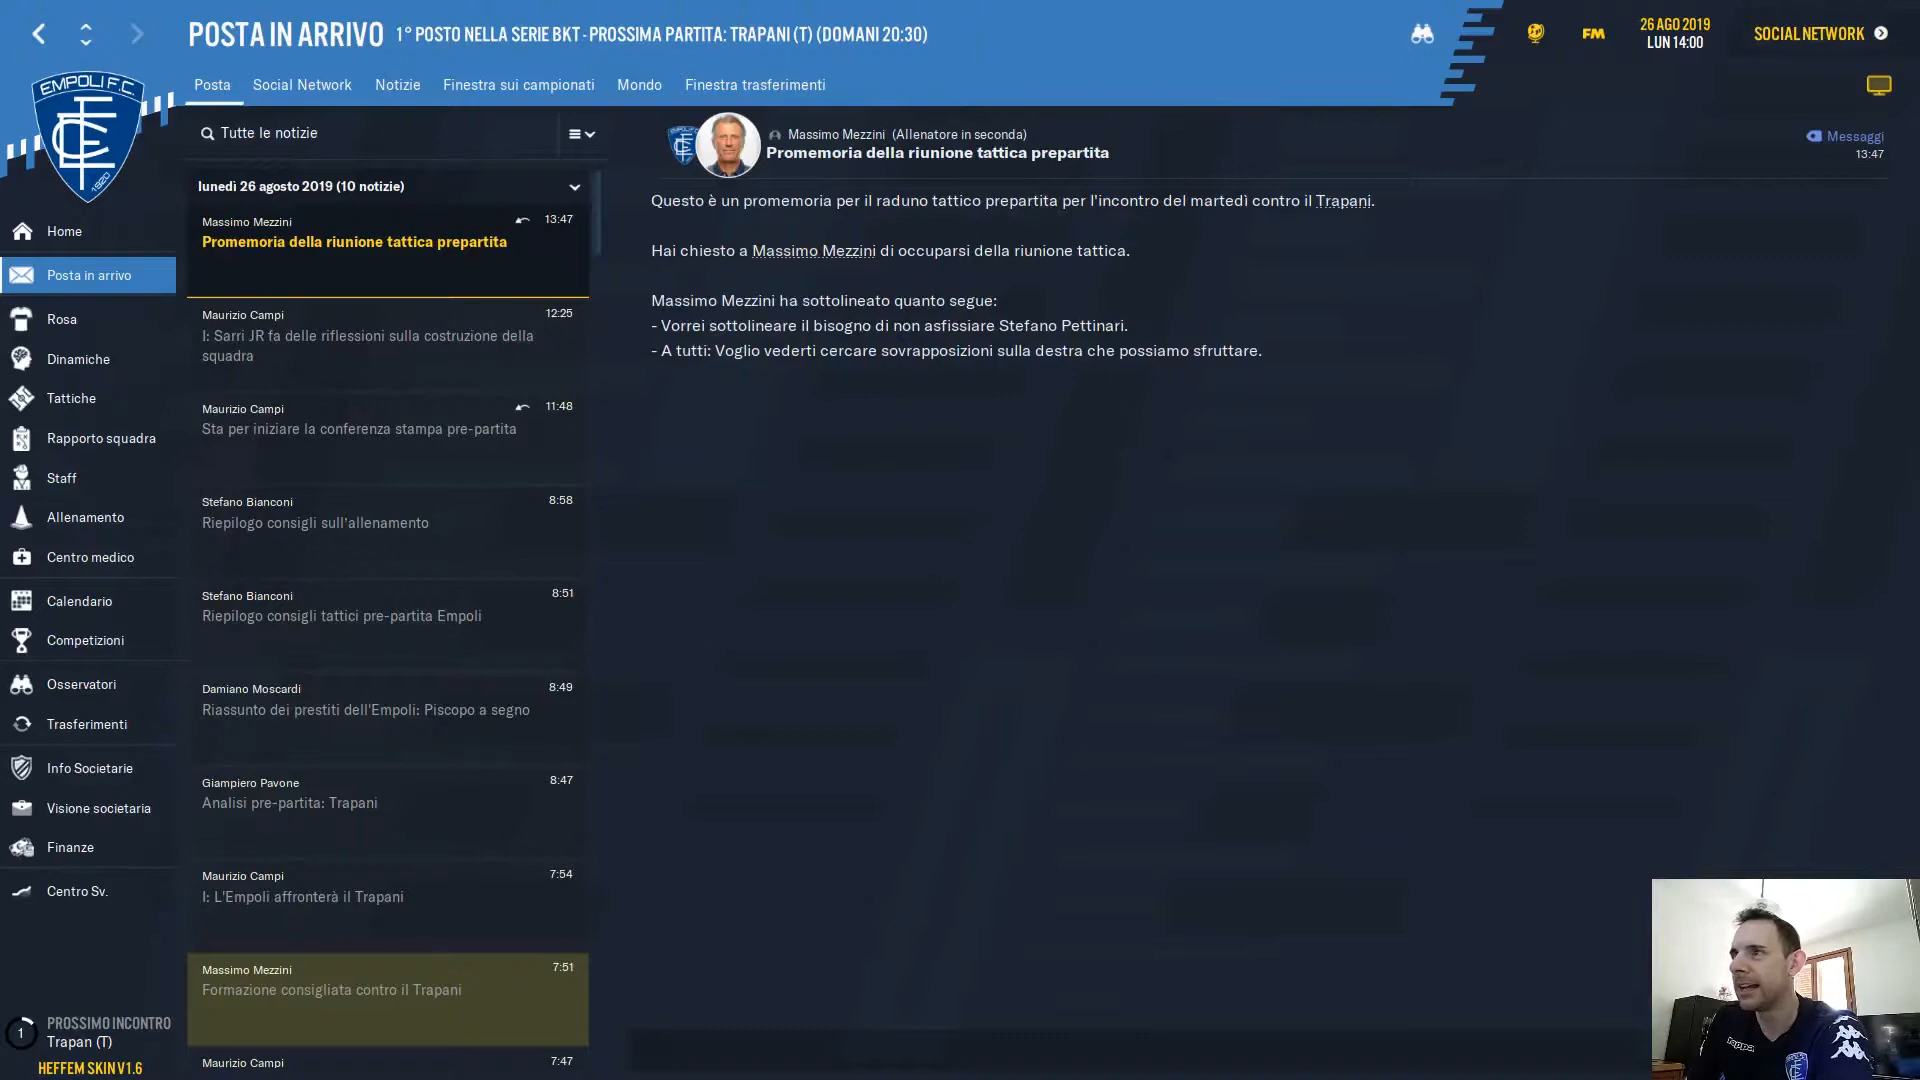 POSTA IN ARRIVO
1° POSTO NELLA SERIE BKT - PROSSIMA PARTITA: TRAPANI (T) (DOMANI 20:30)
FM
26 AGO 2019
LUN 14:00
SOCIAL NETWORK
Posta
Social Network
Notizie
Finestra sui campionati
Mondo
Finestra trasferimenti
EMPOLI F.C.
1920
Home
Posta in arrivo
Rosa
Dinamiche
Tattiche
Rapporto squadra
Staff
Allenamento
Centro medico
Calendario
Competizioni
Osservatori
Trasferimenti
Info Societarie
Visione societaria
Finanze
Centro Sv.
1
PROSSIMO INCONTRO
Trapan (T)
HEFFEM SKIN V1.6
Tutte le notizie
lunedì 26 agosto 2019 (10 notizie)
Massimo Mezzini 13:47
Promemoria della riunione tattica prepartita
Maurizio Campi 12:25
I: Sarri JR fa delle riflessioni sulla costruzione della
squadra
Maurizio Campi 11:48
Sta per iniziare la conferenza stampa pre-partita
Stefano Bianconi 8:58
Riepilogo consigli sull'allenamento
Stefano Bianconi 8:51
Riepilogo consigli tattici pre-partita Empoli
Damiano Moscardi 8:49
Riassunto dei prestiti dell'Empoli: Piscopo a segno
Giampiero Pavone 8:47
Analisi pre-partita: Trapani
Maurizio Campi 7:54
I: L'Empoli affronterà il Trapani
Massimo Mezzini 7:51
Formazione consigliata contro il Trapani
Maurizio Campi 7:47
Massimo Mezzini (Allenatore in seconda)
Promemoria della riunione tattica prepartita
Messaggi
13:47
Questo è un promemoria per il raduno tattico prepartita per l'incontro del martedì contro il Trapani.
Hai chiesto a Massimo Mezzini di occuparsi della riunione tattica.
Massimo Mezzini ha sottolineato quanto segue:
- Vorrei sottolineare il bisogno di non asfissiare Stefano Pettinari.
- A tutti: Voglio vederti cercare sovrapposizioni sulla destra che possiamo sfruttare.
Kappa